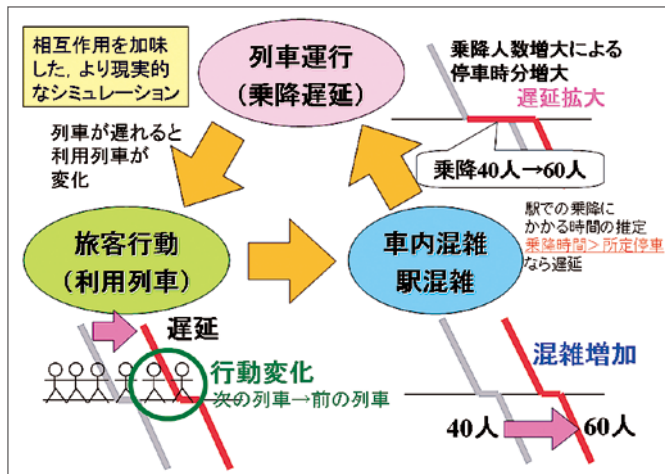 相互作用を加味
した，より現実的
なシミュレーション
列車運行
(乗降遅延)
乗降人数増大による
停車時分増大
遅延拡大
乗降40人→60人
列車が遅れると
利用列車が
変化
旅客行動
(利用列車)
車内混雑
駅混雑
駅での乗降に
かかる時間の推定
乗降時間＞所定停車
なら遅延
遅延
行動変化
次の列車→前の列車
混雑増加
40人
60人